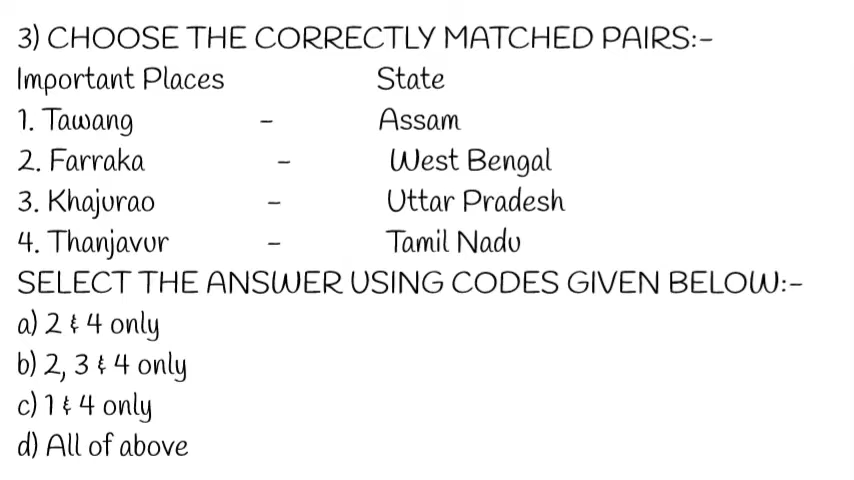 3) CHOOSE THE CORRECTLY MATCHED PAIRS:-
Important Places State
1. Tawang - Assam
2. Farraka - West Bengal
3. Khajurao - Uttar Pradesh
4. Thanjavur - Tamil Nadu
SELECT THE ANSWER USING CODES GIVEN BELOW:-
a) 2 & 4 only
b) 2, 3 & 4 only
c) 1 & 4 only
d) All of above